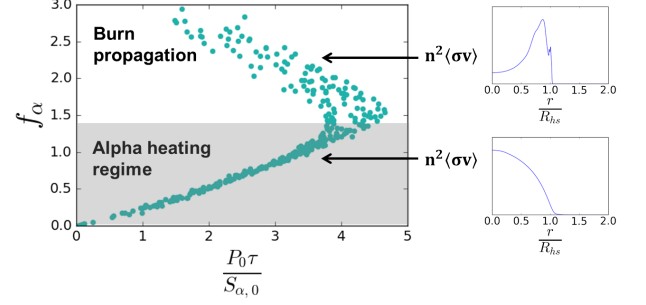 3.0
2.5
2.0
1.5
1.0
0.5
0.0
f_α
Burn
propagation
Alpha heating
regime
0 1 2 3 4 5
P₀τ
S_{α, 0}
n²⟨σv⟩
n²⟨σv⟩
0.0 0.5 1.0 1.5 2.0
r
R_{hs}
0.0 0.5 1.0 1.5 2.0
r
R_{hs}